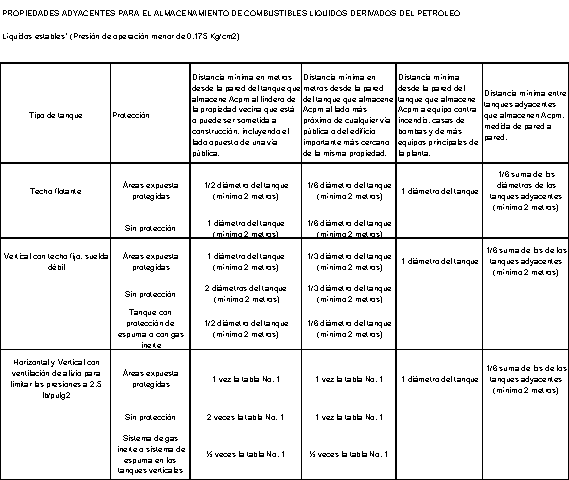 PROPIEDADES ADYACENTES PARA EL ALMACENAMIENTO DE COMBUSTIBLES LIQUIDOS DERIVADOS DEL PETROLEO
Liquidos estables' (Presión de operación menor de 0.175 Kg/cm2)
Tipo de tanque
Protección
Distancia mínima en metros
desde la pared del tanque que
almacene Acpm al lindero de
la propiedad vecina que está
o puede ser sometida a
construcción, incluyendo el
lado opuesto de una vía
pública.
Distancia mínima en
metros desde la pared
del tanque que almacene
Acpm al lado más
próximo de cualquier vía
pública o del edificio
importante más cercano
de la misma propiedad.
Distancia mínima
desde la pared del
tanque que almacene
Acpm a equipo contra
incendio, casas de
bombas y demás
equipos principales de
la planta.
Distancia mínima entre
tanques adyacentes
que almacenen Acpm,
medida de pared a
pared.
Techo flotante
Áreas expuesta
protegidas
1/2 diámetro del tanque
(mínimo 2 metros)
1/6 diámetro del tanque
(mínimo 2 metros)
1 diámetro del tanque
1/6 suma de los
diámetros de los
tanques adyacentes
(mínimo 2 metros)
Sin protección
1 diámetro del tanque
(mínimo 2 metros)
1/6 diámetro del tanque
(mínimo 2 metros)
Vertical con techo fijo, suelda
débil
Áreas expuesta
protegidas
1 diámetro del tanque
(mínimo 2 metros)
1/3 diámetro del tanque
(mínimo 2 metros)
1 diámetro del tanque
1/6 suma de los de los
tanques adyacentes
(mínimo 2 metros)
Sin protección
2 diámetros del tanque
(mínimo 2 metros)
1/3 diámetro del tanque
(mínimo 2 metros)
Tanque con
protección de
espuma o con gas
inerte
1/2 diámetro del tanque
(mínimo 2 metros)
1/6 diámetro del tanque
(mínimo 2 metros)
Horizontal y Vertical con
ventilación de alivio para
limitar las presiones a 2.5
lb/pulg2
Áreas expuesta
protegidas
1 vez la tabla No. 1
1 vez la tabla No. 1
1 diámetro del tanque
1/6 suma de los de los
tanques adyacentes
(mínimo 2 metros)
Sin protección
2 veces la tabla No. 1
1 vez la tabla No. 1
Sistema de gas
inerte o sistema de
espuma en los
tanques verticales
½ veces la tabla No. 1
½ veces la tabla No. 1